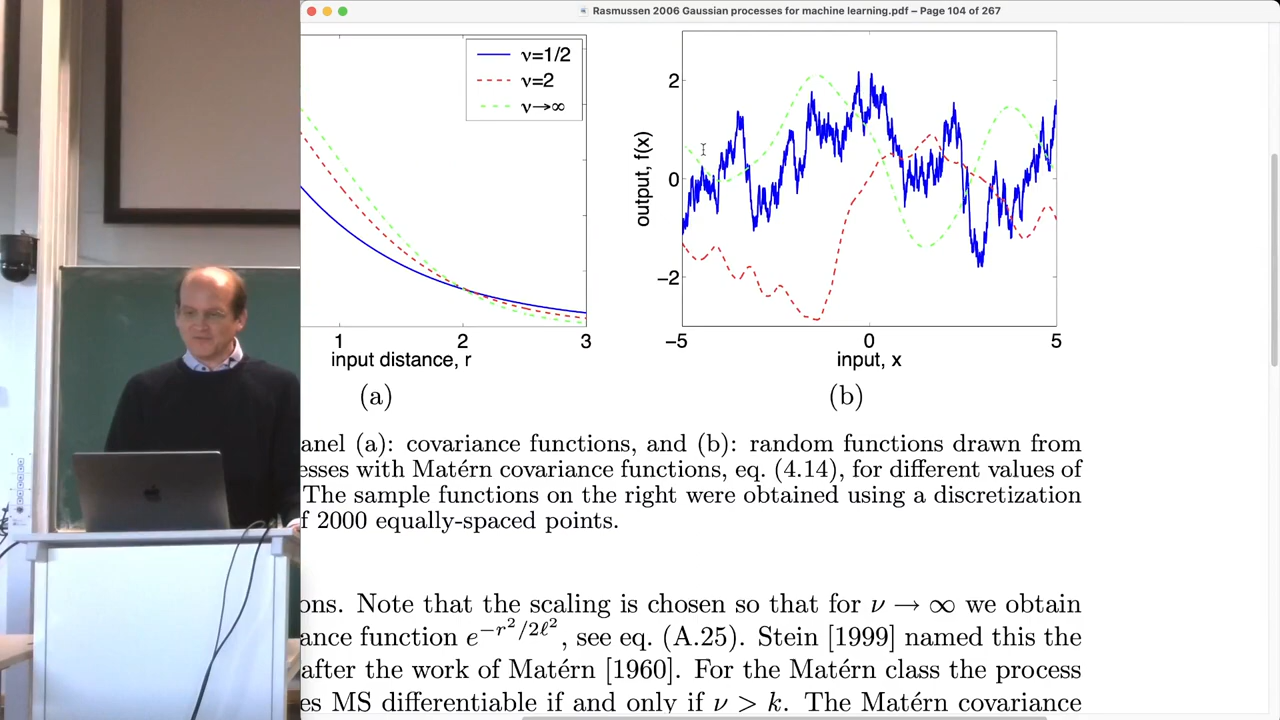 Rasmussen 2006 Gaussian processes for machine learning.pdf – Page 104 of 267
ν=1/2
ν=2
ν→∞
1
2
3
input distance, r
(a)
output, f(x)
2
0
−2
−5
0
5
input, x
(b)
anel (a): covariance functions, and (b): random functions drawn from
esses with Matérn covariance functions, eq. (4.14), for different values of
The sample functions on the right were obtained using a discretization
f 2000 equally-spaced points.
ons. Note that the scaling is chosen so that for ν → ∞ we obtain
ance function e^{−r²/2ℓ²}, see eq. (A.25). Stein [1999] named this the
after the work of Matérn [1960]. For the Matérn class the process
es MS differentiable if and only if ν > k. The Matérn covariance